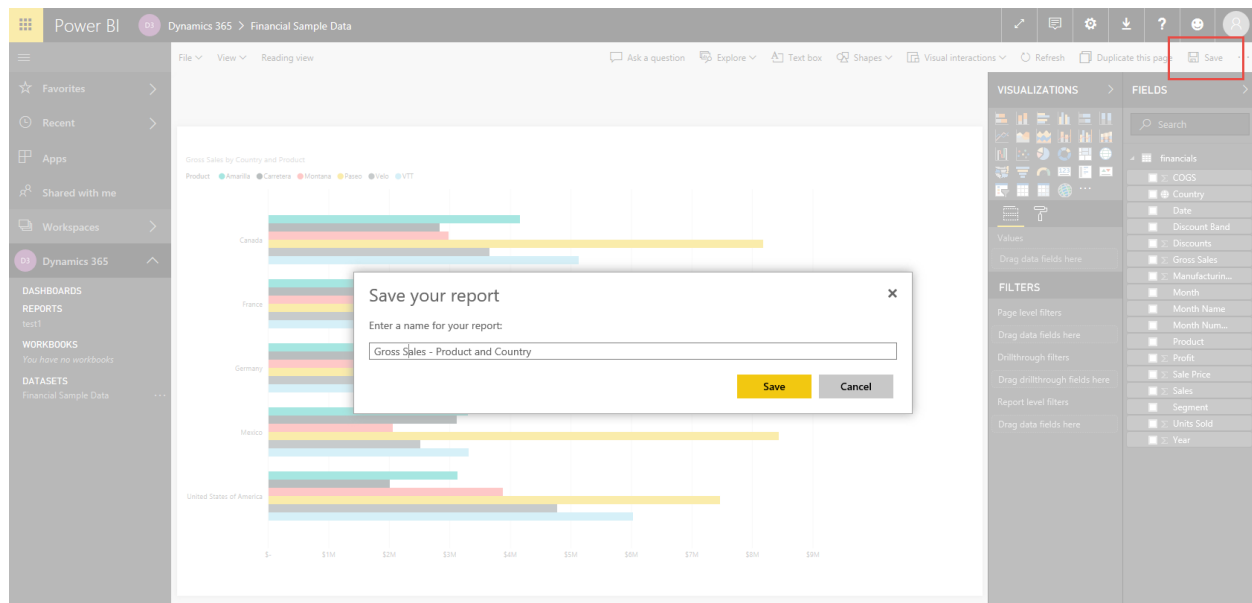 Power BI
DJ
Dynamics 365 > Financial Sample Data
File View Reading view
Ask a question Explore Text box Shapes Visual interactions Refresh Duplicate this page Save ...
Favorites
Recent
Apps
Shared with me
Workspaces
DJ Dynamics 365
DASHBOARDS
REPORTS
test1
WORKBOOKS
You have no workbooks
DATASETS
Financial Sample Data ...
Gross Sales by Country and Product
Product Amarilla Carretera Montana Paseo Velo VTT
Canada
France
Germany
Mexico
United States of America
$- $1M $2M $3M $4M $5M $6M $7M $8M $9M
Save your report
Enter a name for your report:
Gross Sales - Product and Country
Save Cancel
VISUALIZATIONS
Values
Drag data fields here
FILTERS
Page level filters
Drag data fields here
Drillthrough filters
Drag drillthrough fields here
Report level filters
Drag data fields here
FIELDS
Search
financials
COGS
Country
Date
Discount Band
Discounts
Gross Sales
Manufacturin...
Month
Month Name
Month Num...
Product
Profit
Sale Price
Sales
Segment
Units Sold
Year